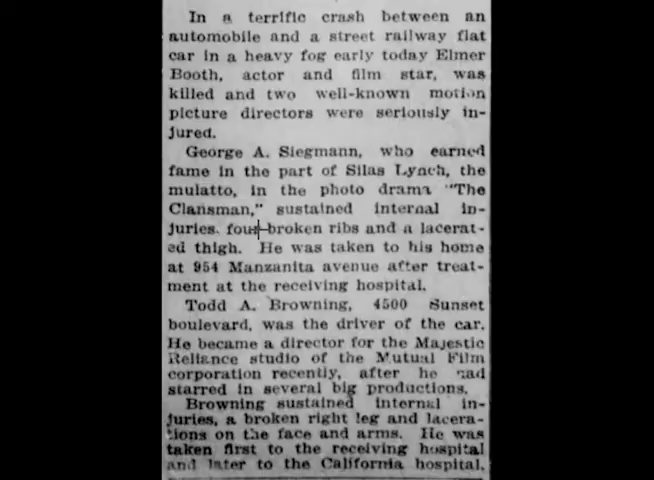 In a terrific crash between an
automobile and a street railway flat
car in a heavy fog early today Elmer
Booth, actor and film star, was
killed and two well-known motion
picture directors were seriously in-
jured.
George A. Siegmann, who earned
fame in the part of Silas Lynch, the
mulatto, in the photo drama "The
Clansman," sustained internal in-
juries, four broken ribs and a lacerat-
ed thigh. He was taken to his home
at 954 Manzanita avenue after treat-
ment at the receiving hospital.
Todd A. Browning, 4500 Sunset
boulevard, was the driver of the car.
He became a director for the Majestic
Reliance studio of the Mutual Film
corporation recently, after he had
starred in several big productions.
Browning sustained internal in-
juries, a broken right leg and lacera-
tions on the face and arms. He was
taken first to the receiving hospital
and later to the California hospital.